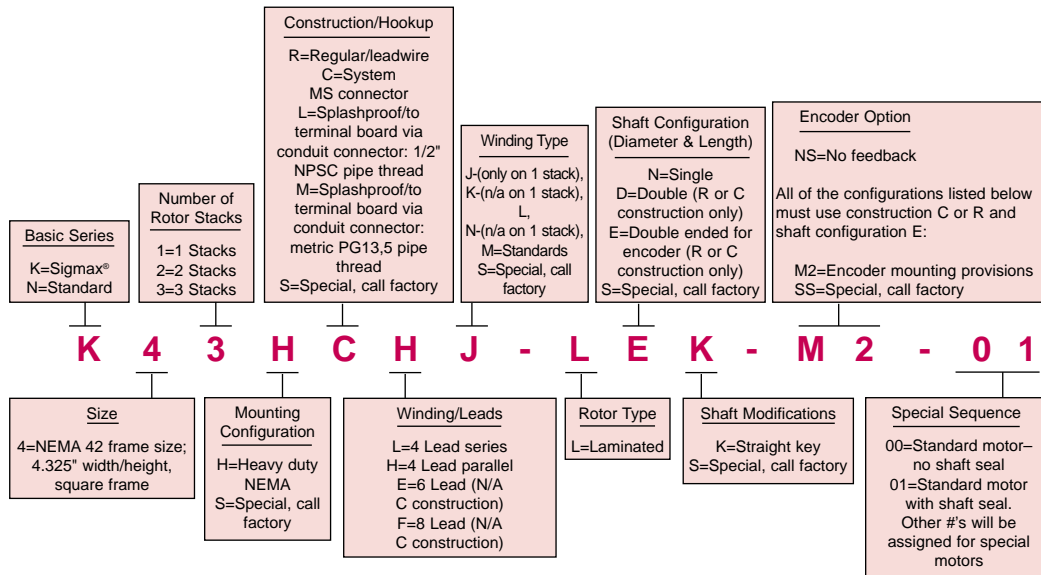 Construction/Hookup
R=Regular/leadwire
C=System
MS connector
L=Splashproof/to
terminal board via
conduit connector: 1/2"
NPSC pipe thread
M=Splashproof/to
terminal board via
conduit connector:
metric PG13,5 pipe
thread
S=Special, call factory
Shaft Configuration
(Diameter & Length)
N=Single
D=Double (R or C
construction only)
E=Double ended for
encoder (R or C
construction only)
S=Special, call factory
Encoder Option
NS=No feedback
All of the configurations listed below
must use construction C or R and
shaft configuration E:
M2=Encoder mounting provisions
SS=Special, call factory
Winding Type
J-(only on 1 stack),
K-(n/a on 1 stack),
L,
N-(n/a on 1 stack),
M=Standards
S=Special, call
factory
Number of
Rotor Stacks
1=1 Stacks
2=2 Stacks
3=3 Stacks
Basic Series
K=Sigmax®
N=Standard
K 4 3 H C H J - L E K - M 2 - 0 1
Size
4=NEMA 42 frame size;
4.325" width/height,
square frame
Mounting
Configuration
H=Heavy duty
NEMA
S=Special, call
factory
Winding/Leads
L=4 Lead series
H=4 Lead parallel
E=6 Lead (N/A
C construction)
F=8 Lead (N/A
C construction)
Rotor Type
L=Laminated
Shaft Modifications
K=Straight key
S=Special, call factory
Special Sequence
00=Standard motor–
no shaft seal
01=Standard motor
with shaft seal.
Other #'s will be
assigned for special
motors